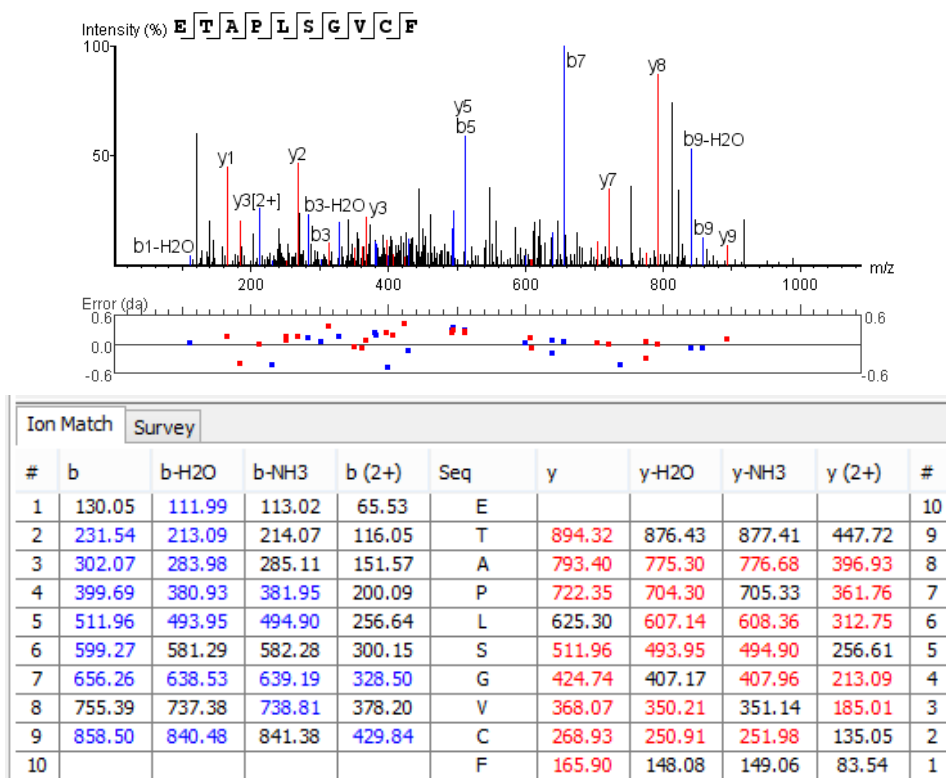 Intensity (%) E T A P L S G V C F
100
50
b1-H2O y1 y3[2+] y2 b3-H2O b3 y3 y5 b5 b7 y7 y8 b9-H2O b9 y9
200 400 600 800 1000 m/z
Error (da)
0.6 0.6
0.0 0.0
-0.6 -0.6
Ion Match Survey
# b b-H2O b-NH3 b (2+) Seq y y-H2O y-NH3 y (2+) #
1 130.05 111.99 113.02 65.53 E 10
2 231.54 213.09 214.07 116.05 T 894.32 876.43 877.41 447.72 9
3 302.07 283.98 285.11 151.57 A 793.40 775.30 776.68 396.93 8
4 399.69 380.93 381.95 200.09 P 722.35 704.30 705.33 361.76 7
5 511.96 493.95 494.90 256.64 L 625.30 607.14 608.36 312.75 6
6 599.27 581.29 582.28 300.15 S 511.96 493.95 494.90 256.61 5
7 656.26 638.53 639.19 328.50 G 424.74 407.17 407.96 213.09 4
8 755.39 737.38 738.81 378.20 V 368.07 350.21 351.14 185.01 3
9 858.50 840.48 841.38 429.84 C 268.93 250.91 251.98 135.05 2
10 F 165.90 148.08 149.06 83.54 1